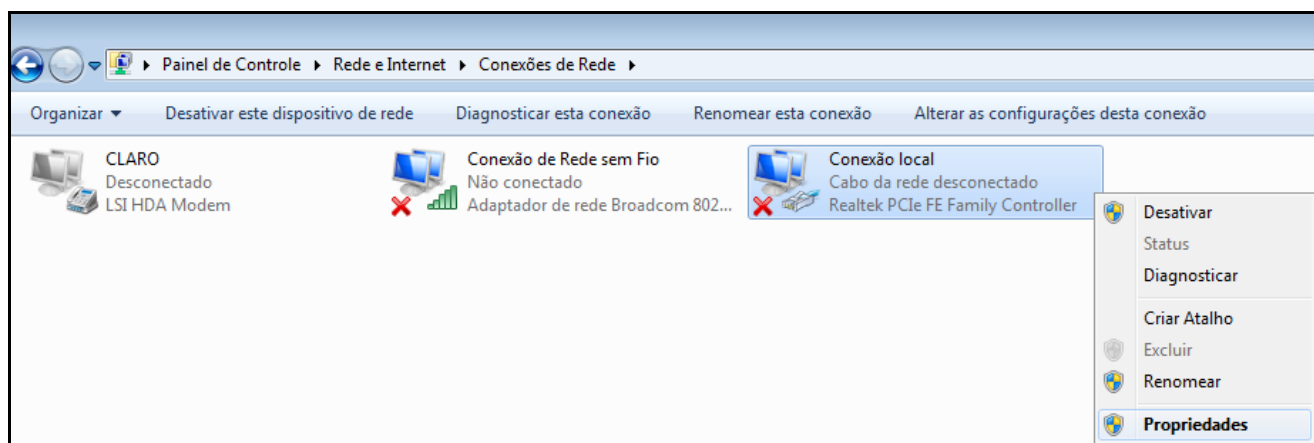 Painel de Controle ▸ Rede e Internet ▸ Conexões de Rede ▸
Organizar Desativar este dispositivo de rede Diagnosticar esta conexão Renomear esta conexão Alterar as configurações desta conexão
CLARO
Desconectado
LSI HDA Modem
Conexão de Rede sem Fio
Não conectado
Adaptador de rede Broadcom 802...
Conexão local
Cabo da rede desconectado
Realtek PCIe FE Family Controller
Desativar
Status
Diagnosticar
Criar Atalho
Excluir
Renomear
Propriedades